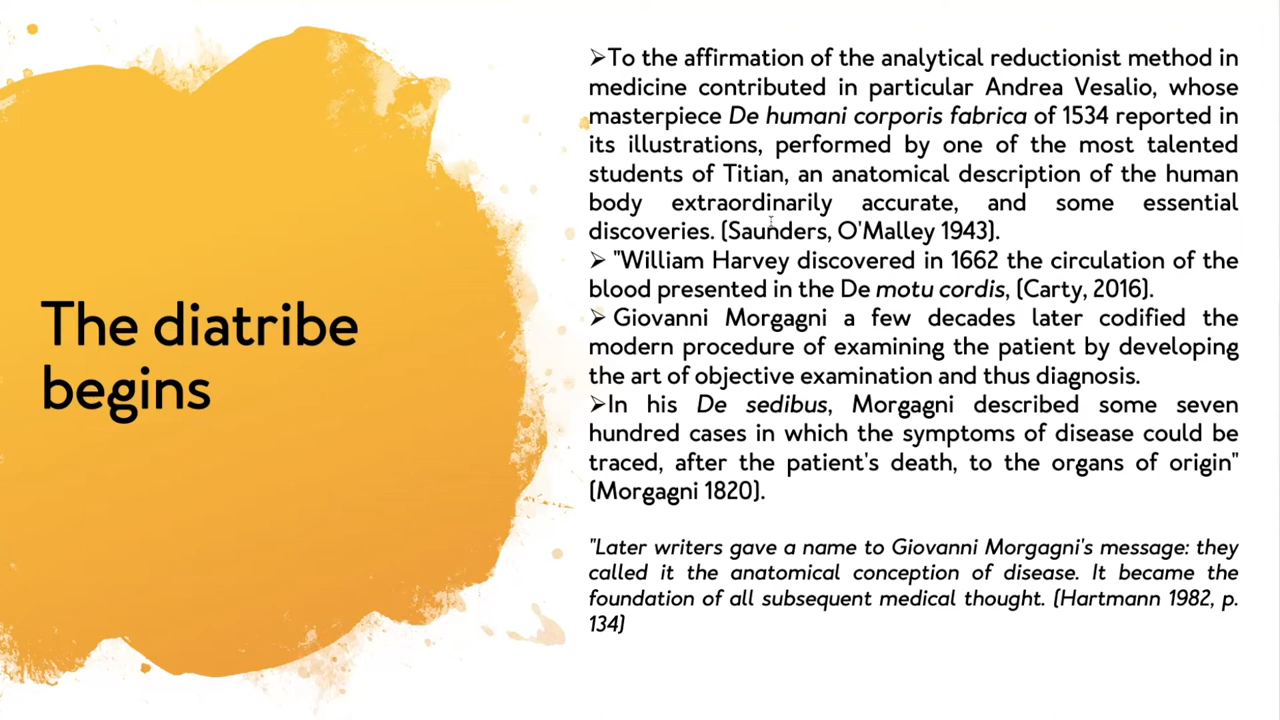 The diatribe
begins
➢To the affirmation of the analytical reductionist method in
medicine contributed in particular Andrea Vesalio, whose
masterpiece De humani corporis fabrica of 1534 reported in
its illustrations, performed by one of the most talented
students of Titian, an anatomical description of the human
body extraordinarily accurate, and some essential
discoveries. (Saunders, O'Malley 1943).
➢ "William Harvey discovered in 1662 the circulation of the
blood presented in the De motu cordis, (Carty, 2016).
➢ Giovanni Morgagni a few decades later codified the
modern procedure of examining the patient by developing
the art of objective examination and thus diagnosis.
➢In his De sedibus, Morgagni described some seven
hundred cases in which the symptoms of disease could be
traced, after the patient's death, to the organs of origin"
(Morgagni 1820).
"Later writers gave a name to Giovanni Morgagni's message: they
called it the anatomical conception of disease. It became the
foundation of all subsequent medical thought. (Hartmann 1982, p.
134)